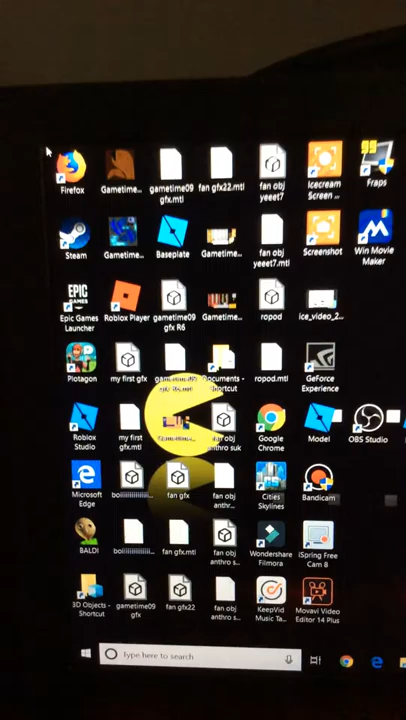 Firefox
Gametime...
gametime09
gfx.mtl
fan gfx22.mtl
fan obj
yeeet7
Icecream
Screen ...
99
Fraps
Steam
Gametime...
Baseplate
Gametime...
fan obj
yeeet7.mtl
Screenshot
Win Movie
Maker
EPIC
GAMES
Epic Games
Launcher
Roblox Player
gametime09
gfx R6
Gametime...
ropod
ice_video_2...
Plotagon
my first gfx
Documents -
Shortcut
ropod.mtl
GeForce
Experience
Roblox
Studio
my first
gfx.mtl
fan obj
anthro suk
Google
Chrome
Model
OBS Studio
Microsoft
Edge
fan gfx
fan obj
anthr...
Cities
Skylines
Bandicam
BALDI
fan gfx.mtl
fan obj
anthro s...
Wondershare
Filmora
iSpring Free
Cam 8
3D Objects -
Shortcut
gametime09
gfx
fan gfx22
fan obj
anthro s...
KeepVid
Music Ta...
Movavi Video
Editor 14 Plus
Type here to search